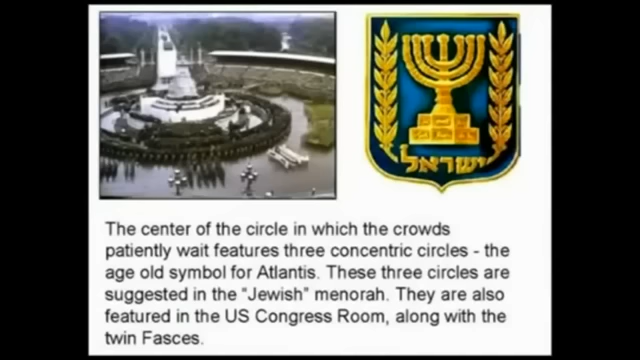 ישראל
The center of the circle in which the crowds
patiently wait features three concentric circles - the
age old symbol for Atlantis. These three circles are
suggested in the “Jewish” menorah. They are also
featured in the US Congress Room, along with the
twin Fasces.